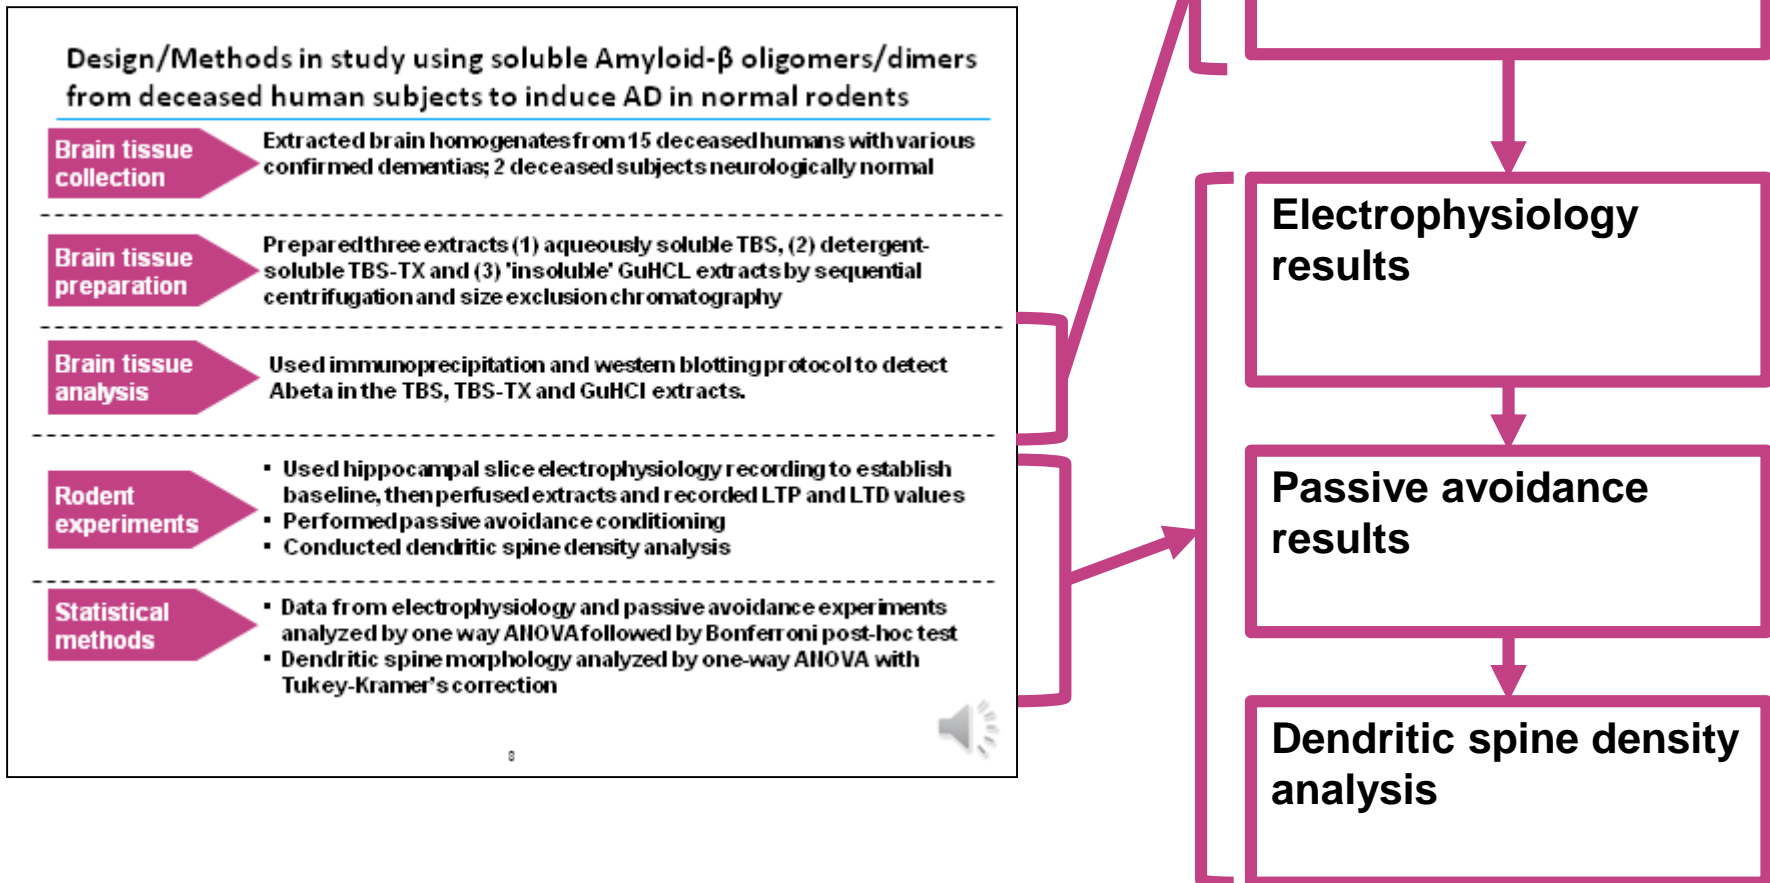 Design/Methods in study using soluble Amyloid-β oligomers/dimers
from deceased human subjects to induce AD in normal rodents
Brain tissue
collection
Extracted brain homogenates from 15 deceased humans with various
confirmed dementias; 2 deceased subjects neurologically normal
Brain tissue
preparation
Prepared three extracts (1) aqueously soluble TBS, (2) detergent-
soluble TBS-TX and (3) 'insoluble' GuHCL extracts by sequential
centrifugation and size exclusion chromatography
Brain tissue
analysis
Used immunoprecipitation and western blotting protocol to detect
Abeta in the TBS, TBS-TX and GuHCl extracts.
Rodent
experiments
▪ Used hippocampal slice electrophysiology recording to establish
baseline, then perfused extracts and recorded LTP and LTD values
▪ Performed passive avoidance conditioning
▪ Conducted dendritic spine density analysis
Statistical
methods
▪ Data from electrophysiology and passive avoidance experiments
analyzed by one way ANOVA followed by Bonferroni post-hoc test
▪ Dendritic spine morphology analyzed by one-way ANOVA with
Tukey-Kramer's correction
8
Electrophysiology
results
Passive avoidance
results
Dendritic spine density
analysis